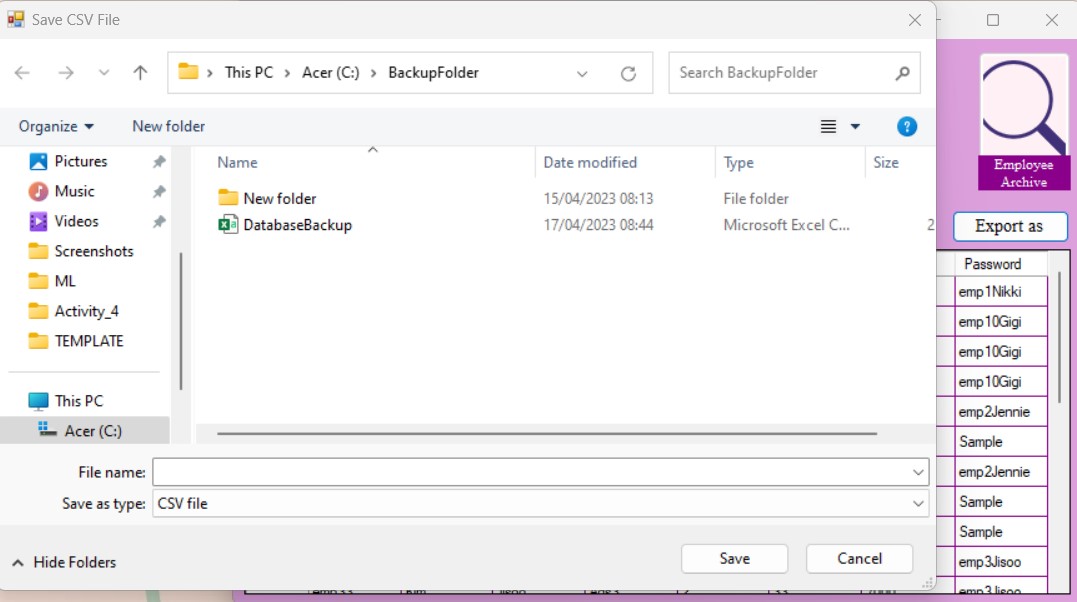 Save CSV File
This PC > Acer (C:) > BackupFolder
Search BackupFolder
Organize
New folder
?
Pictures
Music
Videos
Screenshots
ML
Activity_4
TEMPLATE
This PC
Acer (C:)
Name Date modified Type Size
New folder 15/04/2023 08:13 File folder
DatabaseBackup 17/04/2023 08:44 Microsoft Excel C... 2
File name:
Save as type: CSV file
Hide Folders
Save
Cancel
Employee
Archive
Export as
Password
emp1Nikki
emp10Gigi
emp10Gigi
emp10Gigi
emp2Jennie
Sample
emp2Jennie
Sample
Sample
emp3Jisoo
emp3Jisoo